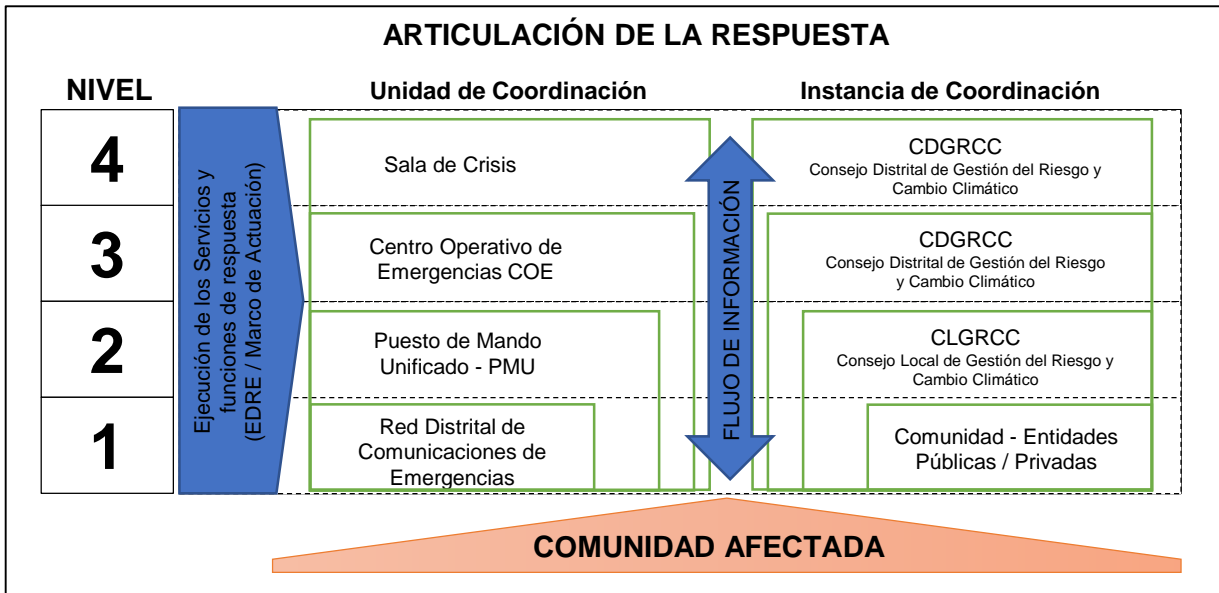 ARTICULACIÓN DE LA RESPUESTA
NIVEL
Unidad de Coordinación
Instancia de Coordinación
4
Sala de Crisis
CDGRCC
Consejo Distrital de Gestión del Riesgo y
Cambio Climático
3
Centro Operativo de
Emergencias COE
CDGRCC
Consejo Distrital de Gestión del Riesgo
y Cambio Climático
2
Puesto de Mando
Unificado - PMU
CLGRCC
Consejo Local de Gestión del Riesgo y
Cambio Climático
1
Red Distrital de
Comunicaciones de
Emergencias
Comunidad - Entidades
Públicas / Privadas
Ejecución de los Servicios y
funciones de respuesta
(EDRE / Marco de Actuación)
FLUJO DE INFORMACIÓN
COMUNIDAD AFECTADA